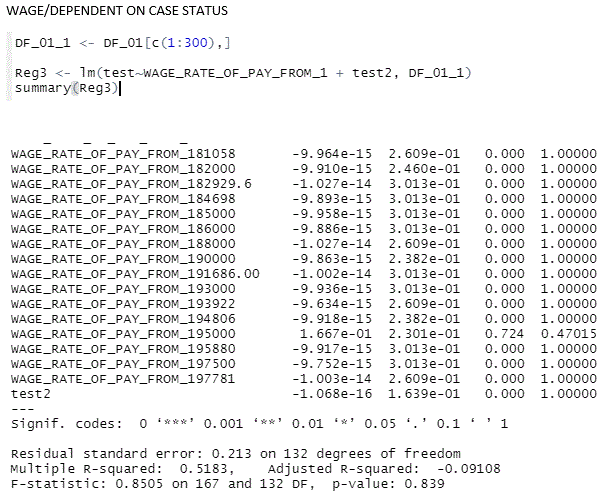 WAGE/DEPENDENT ON CASE STATUS
DF_01_1 <- DF_01[c(1:300),]
Reg3 <- lm(test~WAGE_RATE_OF_PAY_FROM_1 + test2, DF_01_1)
summary(Reg3)
WAGE_RATE_OF_PAY_FROM_181058 -9.964e-15 2.609e-01 0.000 1.00000
WAGE_RATE_OF_PAY_FROM_182000 -9.910e-15 2.460e-01 0.000 1.00000
WAGE_RATE_OF_PAY_FROM_182929.6 -1.027e-14 3.013e-01 0.000 1.00000
WAGE_RATE_OF_PAY_FROM_184698 -9.893e-15 3.013e-01 0.000 1.00000
WAGE_RATE_OF_PAY_FROM_185000 -9.958e-15 3.013e-01 0.000 1.00000
WAGE_RATE_OF_PAY_FROM_186000 -9.886e-15 3.013e-01 0.000 1.00000
WAGE_RATE_OF_PAY_FROM_188000 -1.027e-14 2.609e-01 0.000 1.00000
WAGE_RATE_OF_PAY_FROM_190000 -9.863e-15 2.382e-01 0.000 1.00000
WAGE_RATE_OF_PAY_FROM_191686.00 -1.002e-14 3.013e-01 0.000 1.00000
WAGE_RATE_OF_PAY_FROM_193000 -9.936e-15 3.013e-01 0.000 1.00000
WAGE_RATE_OF_PAY_FROM_193922 -9.634e-15 2.609e-01 0.000 1.00000
WAGE_RATE_OF_PAY_FROM_194806 -9.918e-15 2.382e-01 0.000 1.00000
WAGE_RATE_OF_PAY_FROM_195000 1.667e-01 2.301e-01 0.724 0.47015
WAGE_RATE_OF_PAY_FROM_195880 -9.917e-15 3.013e-01 0.000 1.00000
WAGE_RATE_OF_PAY_FROM_197500 -9.752e-15 3.013e-01 0.000 1.00000
WAGE_RATE_OF_PAY_FROM_197781 -1.003e-14 2.609e-01 0.000 1.00000
test2 -1.068e-16 1.639e-01 0.000 1.00000
---
Signif. codes: 0 ‘***’ 0.001 ‘**’ 0.01 ‘*’ 0.05 ‘.’ 0.1 ‘ ’ 1
Residual standard error: 0.213 on 132 degrees of freedom
Multiple R-squared: 0.5183, Adjusted R-squared: -0.09108
F-statistic: 0.8505 on 167 and 132 DF, p-value: 0.839